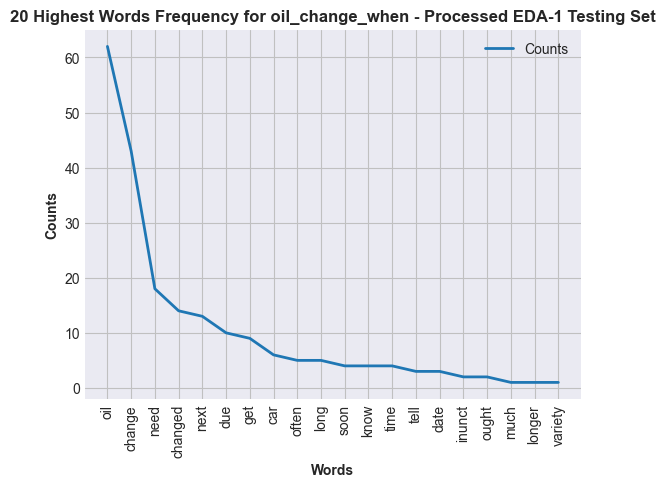 20 Highest Words Frequency for oil_change_when - Processed EDA-1 Testing Set
Counts
60
50
40
30
20
10
0
Counts
oil
change
need
changed
next
due
get
car
often
long
soon
know
time
tell
date
inunct
ought
much
longer
variety
Words